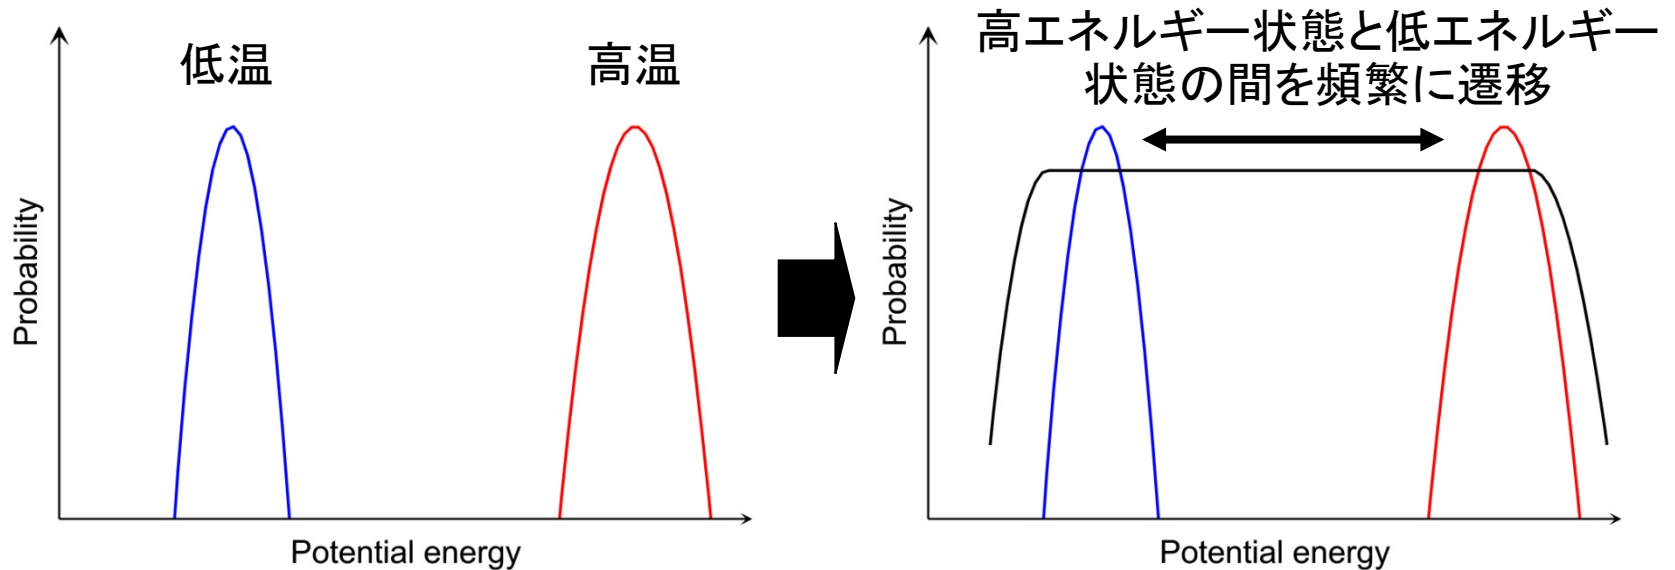 低温
高温
Probability
Potential energy
高エネルギー状態と低エネルギー
状態の間を頻繁に遷移
Probability
Potential energy